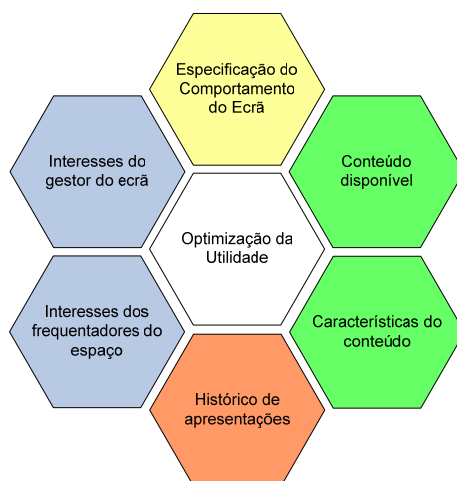 Especificação do
Comportamento
do Ecrã
Interesses do
gestor do ecrã
Conteúdo
disponível
Optimização da
Utilidade
Interesses dos
frequentadores do
espaço
Características do
conteúdo
Histórico de
apresentações